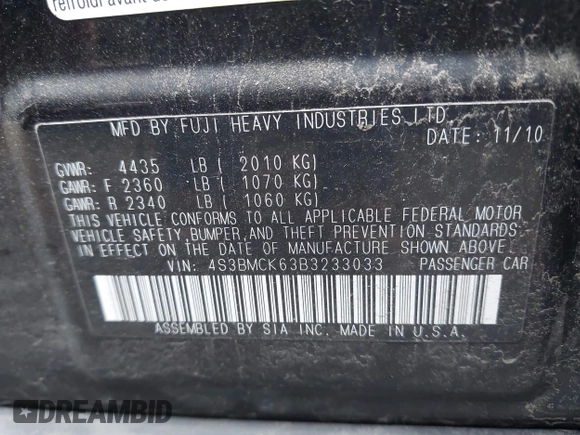 refroidi avant
MFD BY FUJI HEAVY INDUSTRIES LTD.
DATE: 11/10
GVWR: 4435 LB ( 2010 KG)
GAWR: F 2360 LB ( 1070 KG)
GAWR: R 2340 LB ( 1060 KG)
THIS VEHICLE CONFORMS TO ALL APPLICABLE FEDERAL MOTOR
VEHICLE SAFETY, BUMPER, AND THEFT PREVENTION STANDARDS
IN EFFECT ON THE DATE OF MANUFACTURE SHOWN ABOVE.
VIN: 4S3BMCK63B3233033 PASSENGER CAR
ASSEMBLED BY SIA INC. MADE IN U.S.A.
DREAMBID